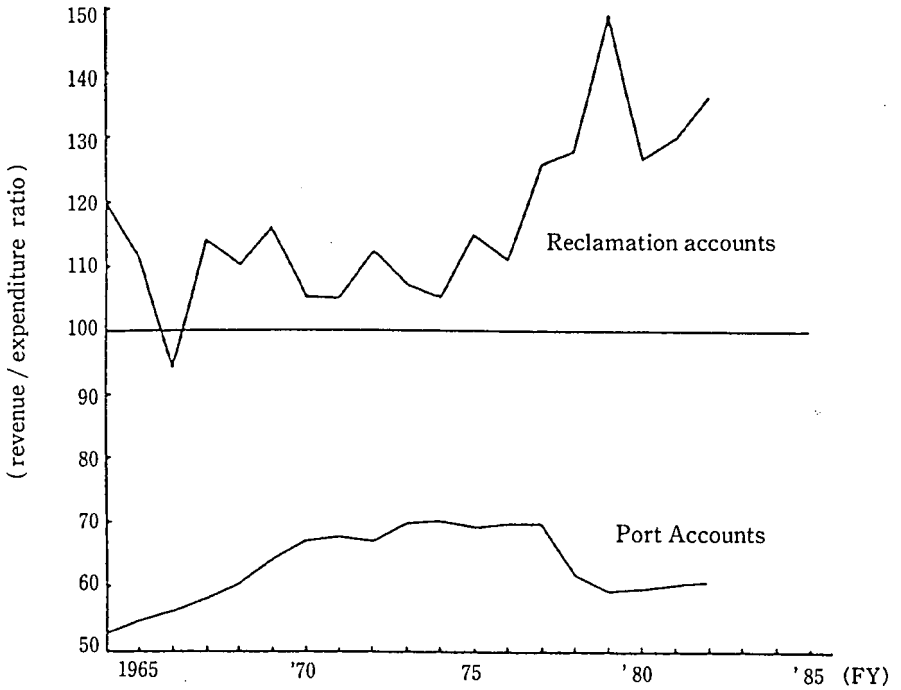 150
140
130
120
110
100
90
80
70
60
50
(revenue / expenditure ratio)
Reclamation accounts
Port Accounts
1965 '70 75 '80 '85 (FY)